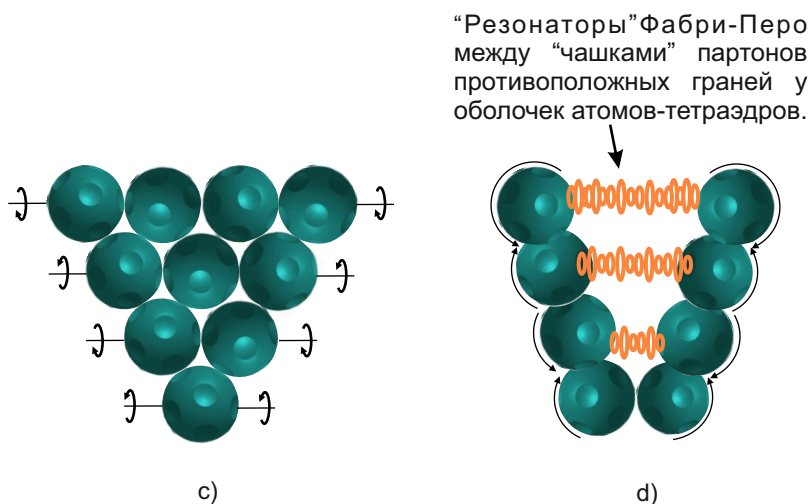 “Резонаторы”Фабри-Перо
между “чашками” партонов
противоположных граней у
оболочек атомов-тетраэдров.
c)
d)